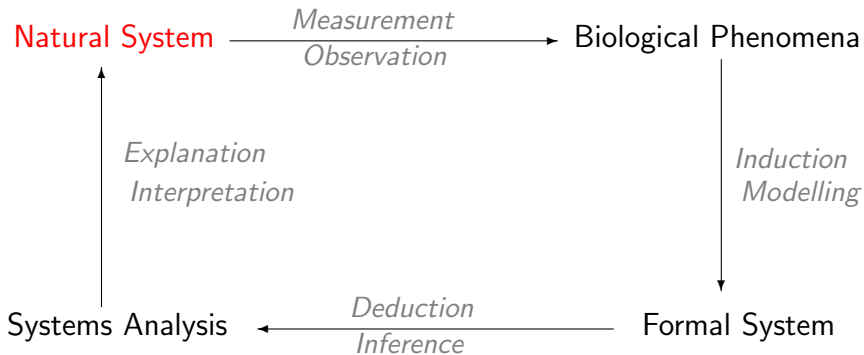 Natural System
Measurement
Observation
Biological Phenomena
Explanation
Interpretation
Induction
Modelling
Systems Analysis
Deduction
Inference
Formal System